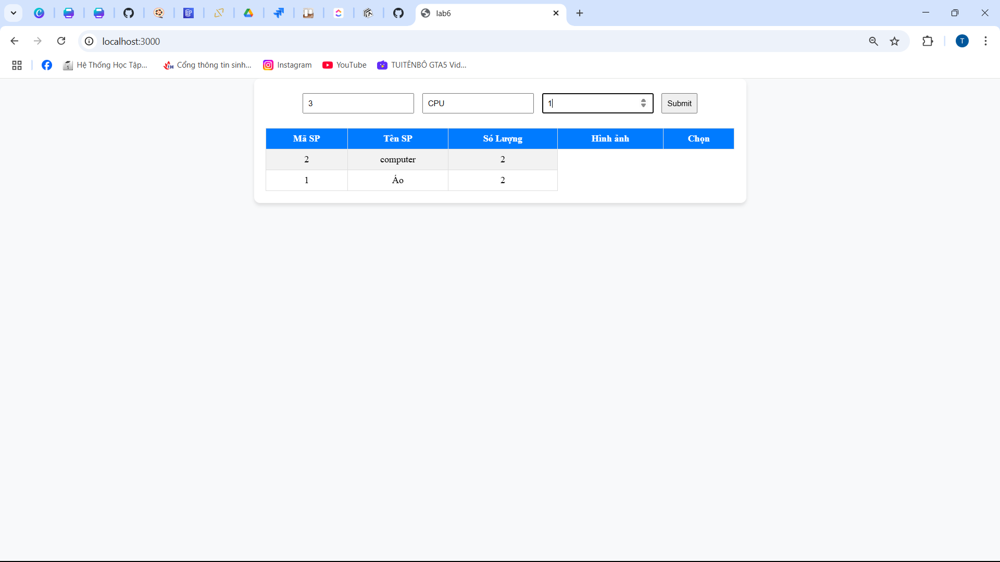 lab6
localhost:3000
T
Hệ Thống Học Tập... Cổng thông tin sinh... Instagram YouTube TUITÊNBÔ GTA5 Vid...
3 CPU 1 Submit
Mã SP Tên SP Só Lượng Hình ảnh Chọn
2 computer 2
1 Áo 2